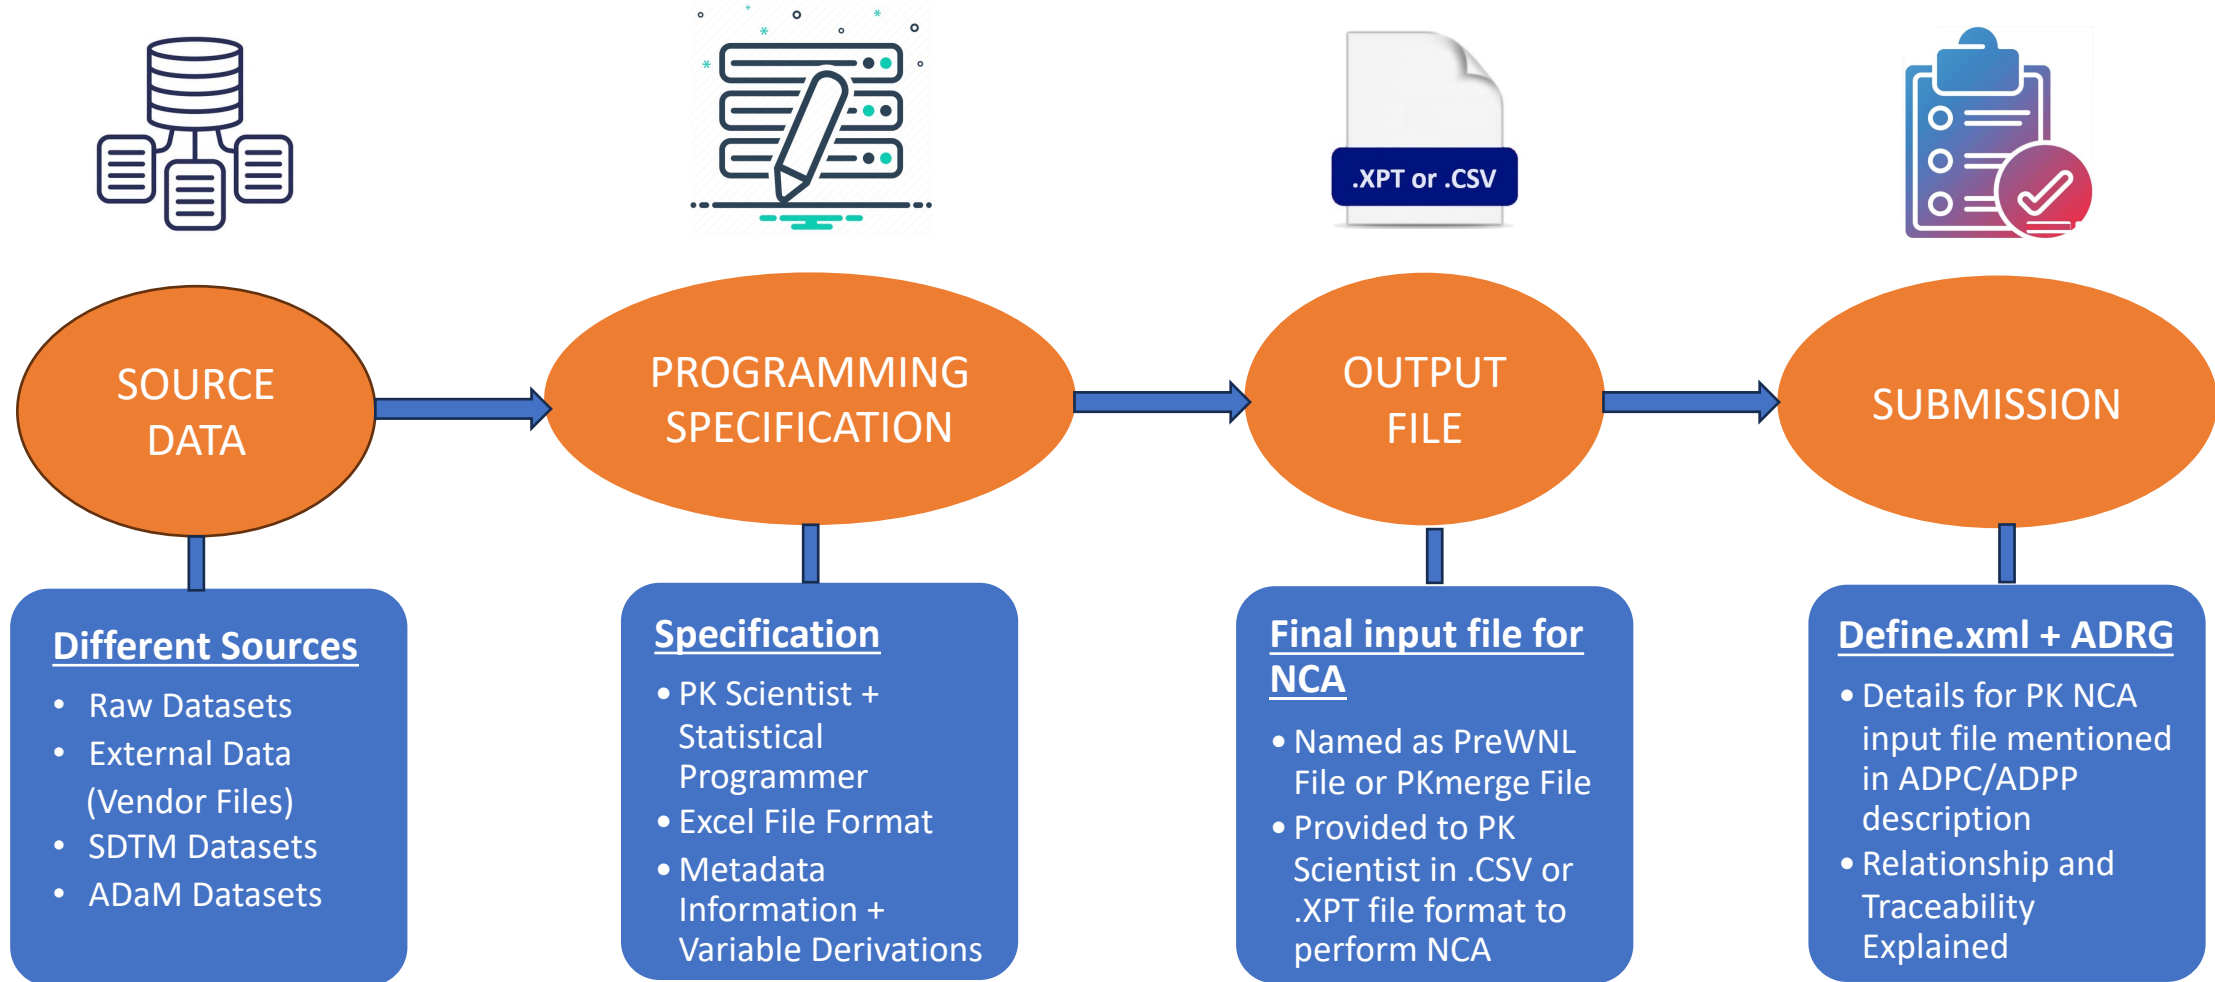 .XPT or .CSV
SOURCE
DATA
PROGRAMMING
SPECIFICATION
OUTPUT
FILE
SUBMISSION
Different Sources
• Raw Datasets
• External Data
(Vendor Files)
• SDTM Datasets
• ADaM Datasets
Specification
• PK Scientist +
Statistical
Programmer
• Excel File Format
• Metadata
Information +
Variable Derivations
Final input file for
NCA
• Named as PreWNL
File or PKmerge File
• Provided to PK
Scientist in .CSV or
.XPT file format to
perform NCA
Define.xml + ADRG
• Details for PK NCA
input file mentioned
in ADPC/ADPP
description
• Relationship and
Traceability
Explained